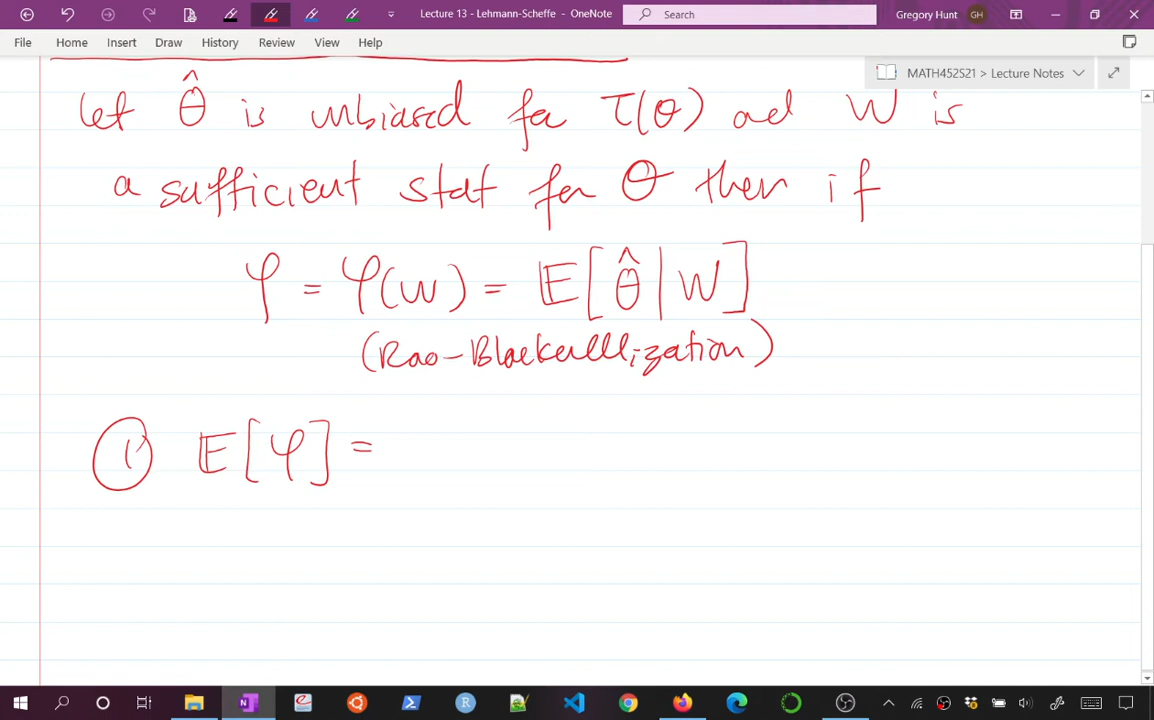 Lecture 13 - Lehmann-Scheffe - OneNote
Search
Gregory Hunt GH
File Home Insert Draw History Review View Help
MATH452S21 > Lecture Notes
Let θ̂ is unbiased for τ(θ) and W is
a sufficient stat for θ then if
φ = φ(W) = E[θ̂ | W]
(Rao-Blackwellization)
① E[φ] =